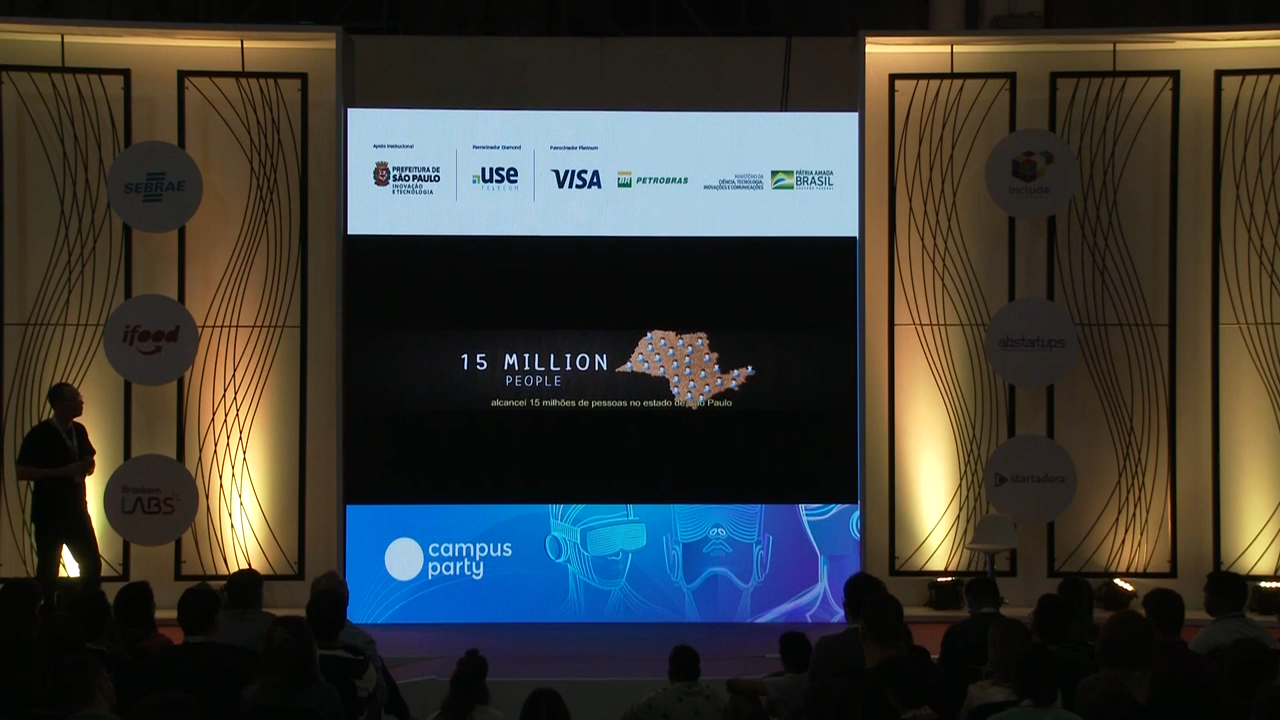 Apoio Institucional
Patrocinador Diamond
Patrocinador Platinum
PREFEITURA DE
SÃO PAULO
INOVAÇÃO
E TECNOLOGIA
use
TELECOM
VISA
BR PETROBRAS
MINISTÉRIO DA
CIÊNCIA, TECNOLOGIA,
INOVAÇÕES E COMUNICAÇÕES
PÁTRIA AMADA
BRASIL
GOVERNO FEDERAL
SEBRAE
ifood
Braskem
LABS
15 MILLION
PEOPLE
alcancei 15 milhões de pessoas no estado de São Paulo
include
abstartups
startadora
campus
party